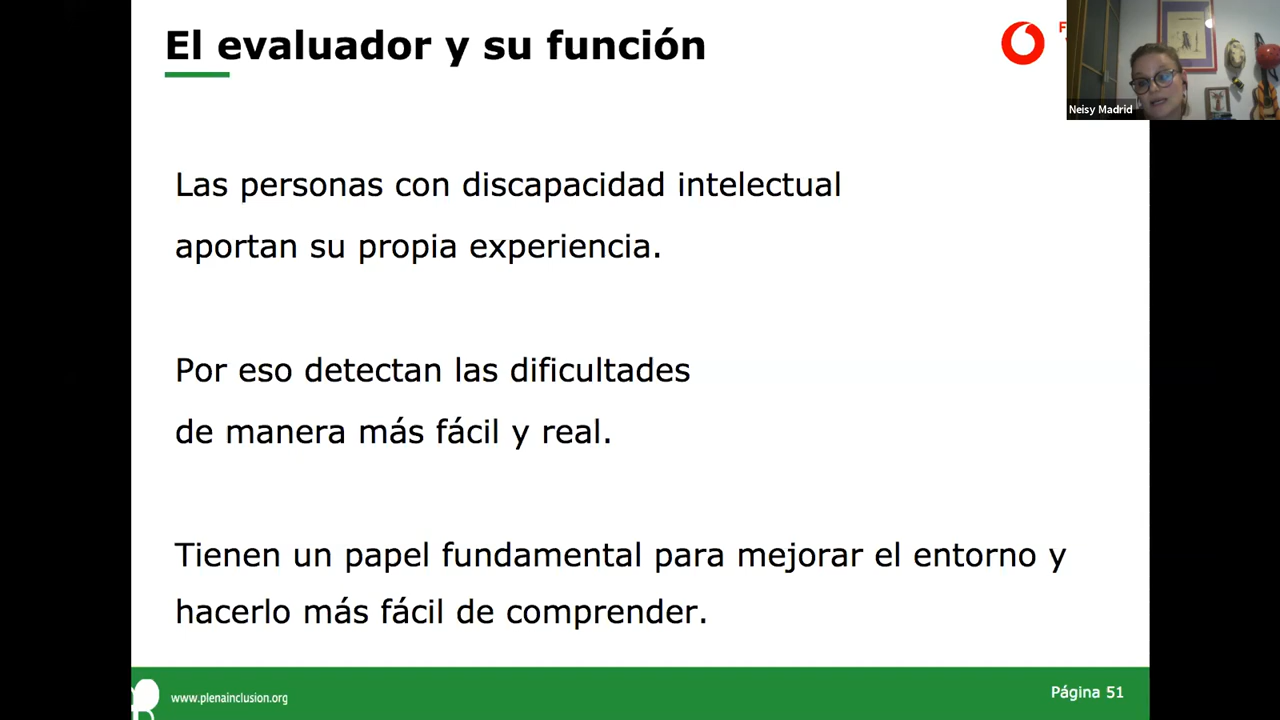 El evaluador y su función
Neisy Madrid
Las personas con discapacidad intelectual
aportan su propia experiencia.
Por eso detectan las dificultades
de manera más fácil y real.
Tienen un papel fundamental para mejorar el entorno y
hacerlo más fácil de comprender.
www.plenainclusion.org
Página 51